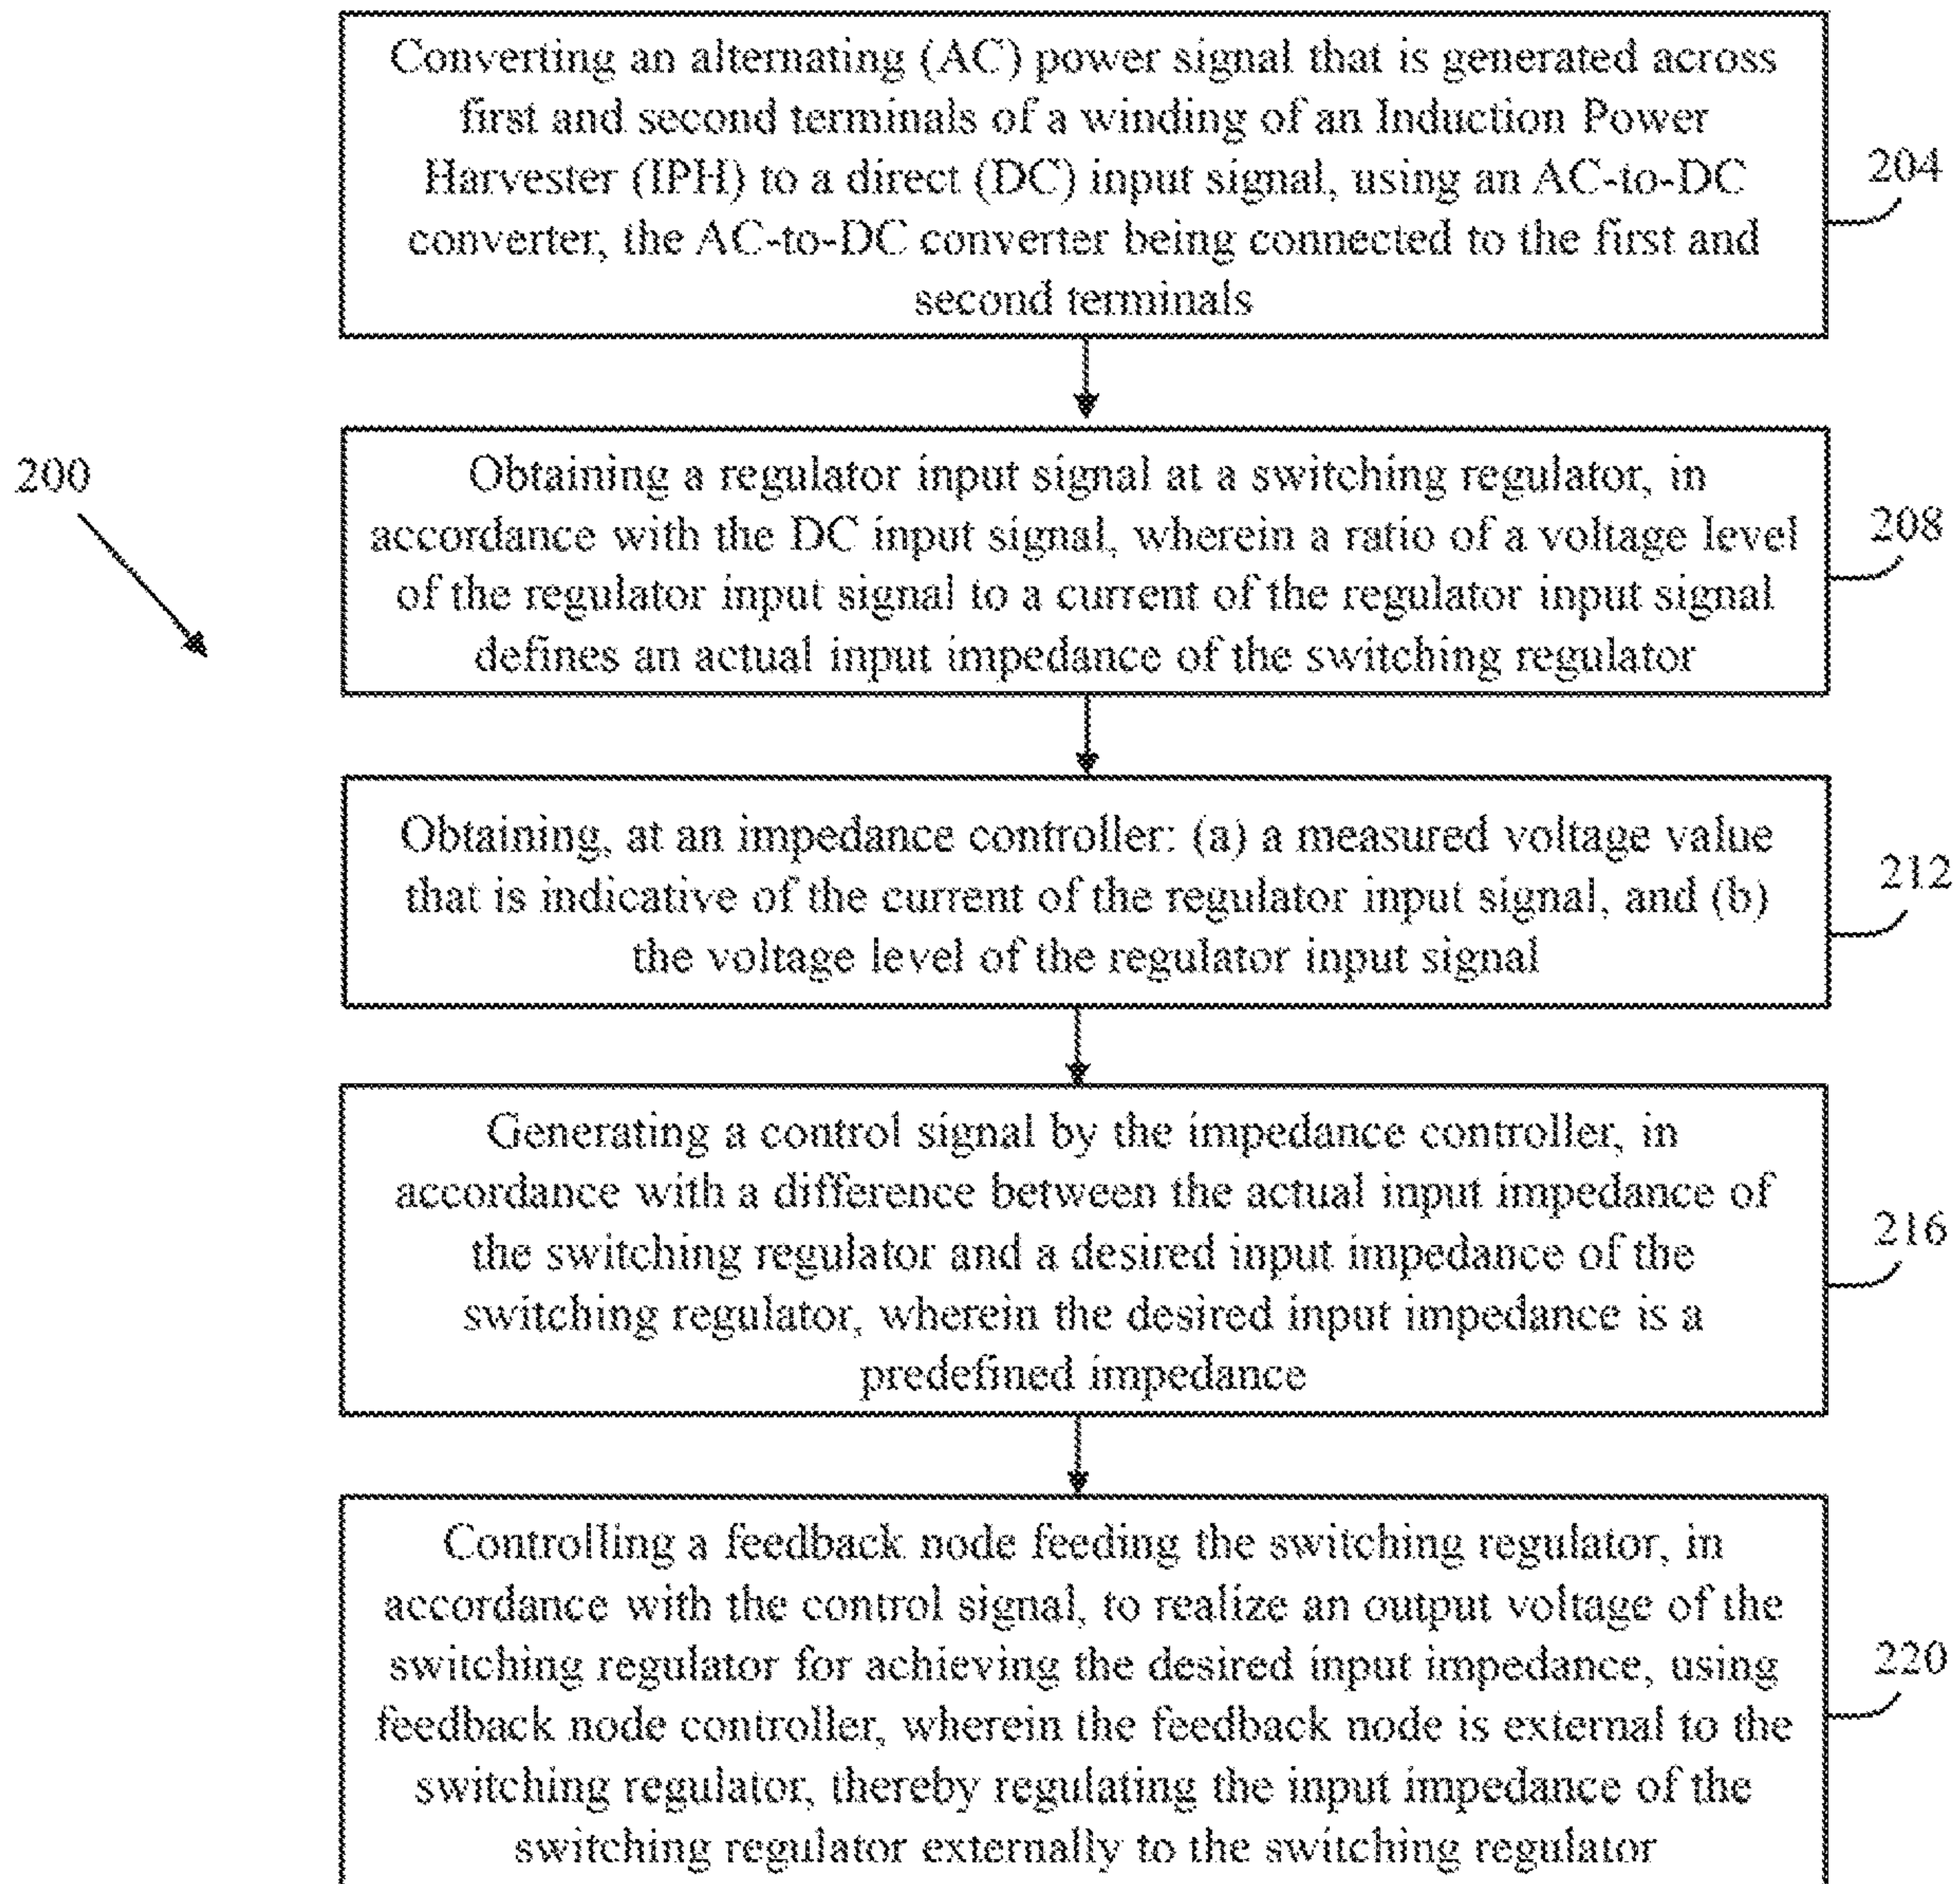 Converting an alternating (AC) power signal that is generated across
first and second terminals of a winding of an Induction Power
Harvester (IPH) to a direct (DC) input signal, using an AC-to-DC
converter, the AC-to-DC converter being connected to the first and
second terminals
204
200
Obtaining a regulator input signal at a switching regulator, in
accordance with the DC input signal, wherein a ratio of a voltage level
of the regulator input signal to a current of the regulator input signal
defines an actual input impedance of the switching regulator
208
Obtaining, at an impedance controller: (a) a measured voltage value
that is indicative of the current of the regulator input signal, and (b)
the voltage level of the regulator input signal
212
Generating a control signal by the impedance controller, in
accordance with a difference between the actual input impedance of
the switching regulator and a desired input impedance of the
switching regulator, wherein the desired input impedance is a
predefined impedance
216
Controlling a feedback node feeding the switching regulator, in
accordance with the control signal, to realize an output voltage of the
switching regulator for achieving the desired input impedance, using
feedback node controller, wherein the feedback node is external to the
switching regulator, thereby regulating the input impedance of the
switching regulator externally to the switching regulator
220